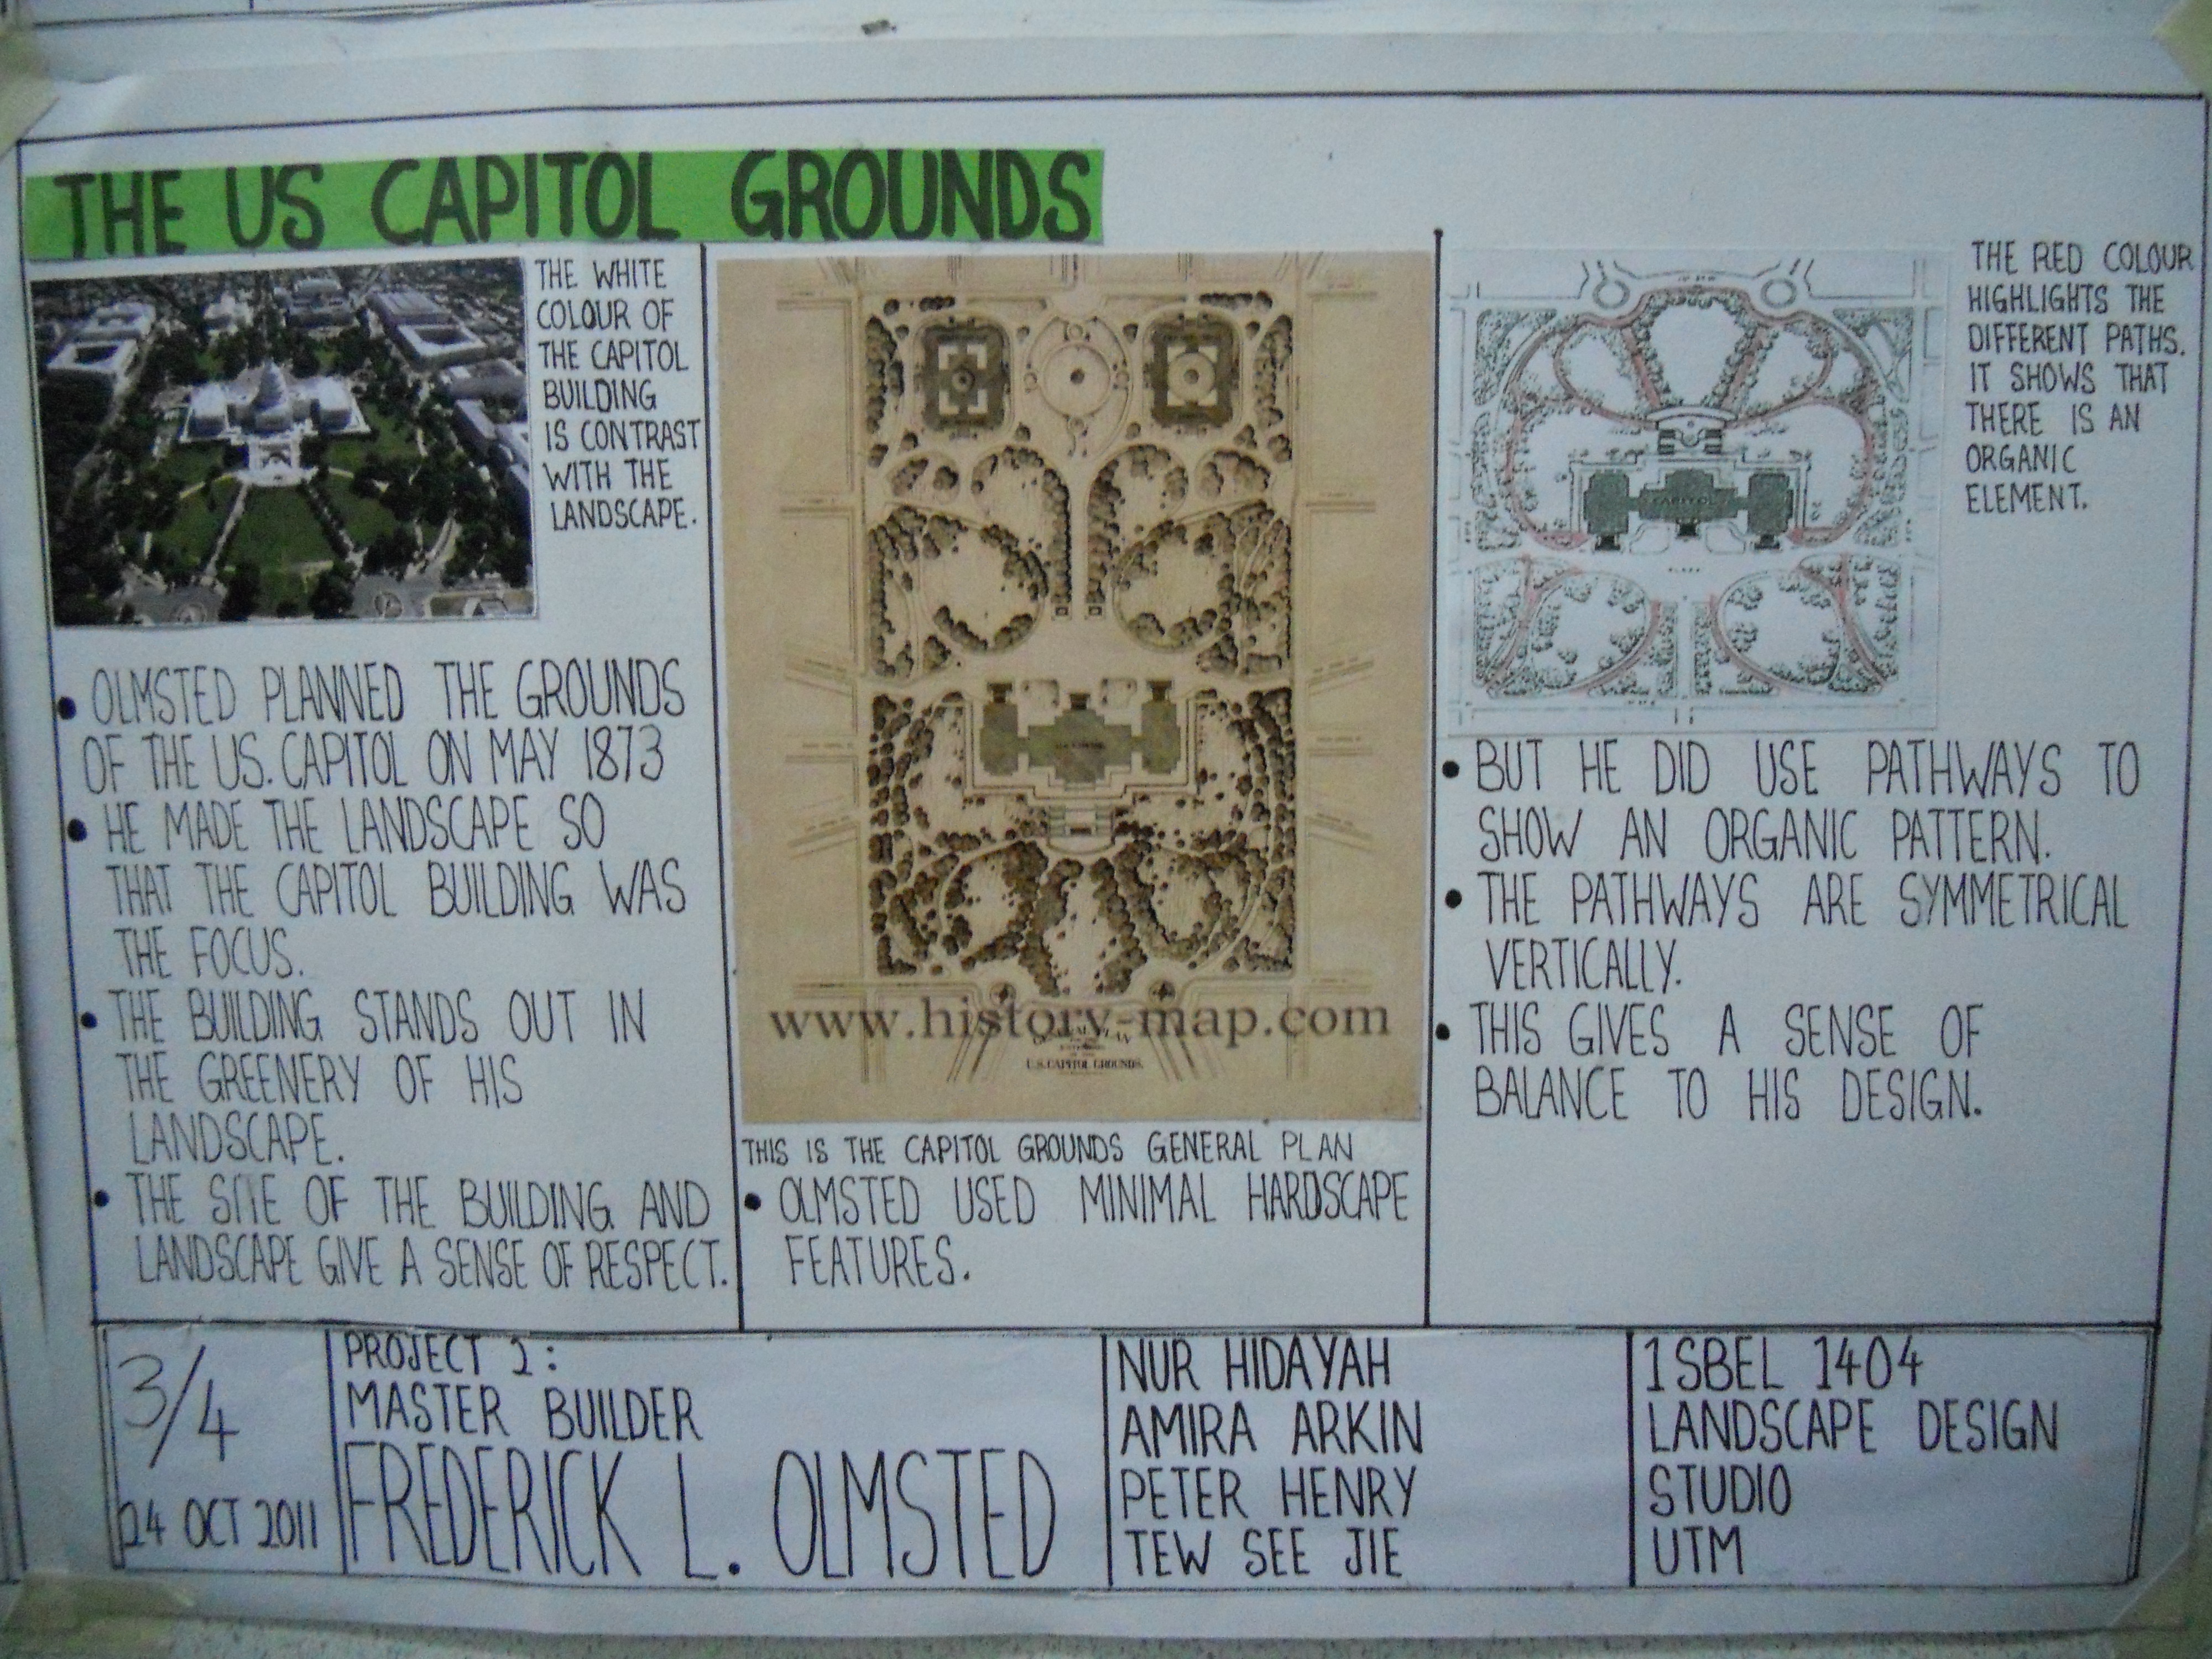 THE US CAPITOL GROUNDS
THE WHITE
COLOUR OF
THE CAPITOL
BUILDING
IS CONTRAST
WITH THE
LANDSCAPE.
• OLMSTED PLANNED THE GROUNDS
OF THE US. CAPITOL ON MAY 1873
• HE MADE THE LANDSCAPE SO
THAT THE CAPITOL BUILDING WAS
THE FOCUS.
• THE BUILDING STANDS OUT IN
THE GREENERY OF HIS
LANDSCAPE.
• THE SITE OF THE BUILDING AND
LANDSCAPE GIVE A SENSE OF RESPECT.
www.history-map.com
U.S. CAPITOL GROUNDS.
THIS IS THE CAPITOL GROUNDS GENERAL PLAN
• OLMSTED USED MINIMAL HARDSCAPE
FEATURES.
CAPITOL
THE RED COLOUR
HIGHLIGHTS THE
DIFFERENT PATHS.
IT SHOWS THAT
THERE IS AN
ORGANIC
ELEMENT.
• BUT HE DID USE PATHWAYS TO
SHOW AN ORGANIC PATTERN.
• THE PATHWAYS ARE SYMMETRICAL
VERTICALLY.
• THIS GIVES A SENSE OF
BALANCE TO HIS DESIGN.
3/4
24 OCT 2011
PROJECT 2:
MASTER BUILDER
FREDERICK L. OLMSTED
NUR HIDAYAH
AMIRA ARKIN
PETER HENRY
TEW SEE JIE
1SBEL 1404
LANDSCAPE DESIGN
STUDIO
UTM